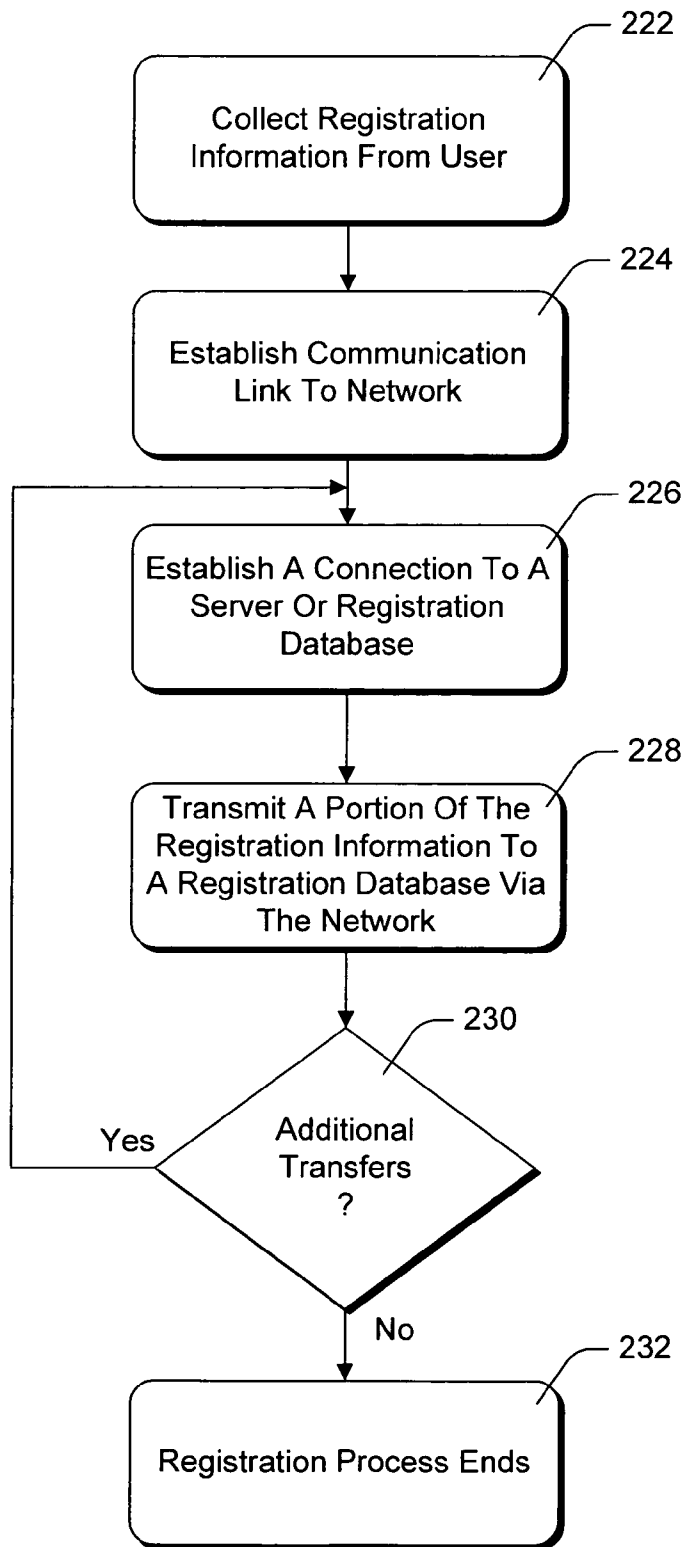 222
Collect Registration
Information From User
224
Establish Communication
Link To Network
226
Establish A Connection To A
Server Or Registration
Database
228
Transmit A Portion Of The
Registration Information To
A Registration Database Via
The Network
230
Yes
Additional
Transfers
?
No
232
Registration Process Ends